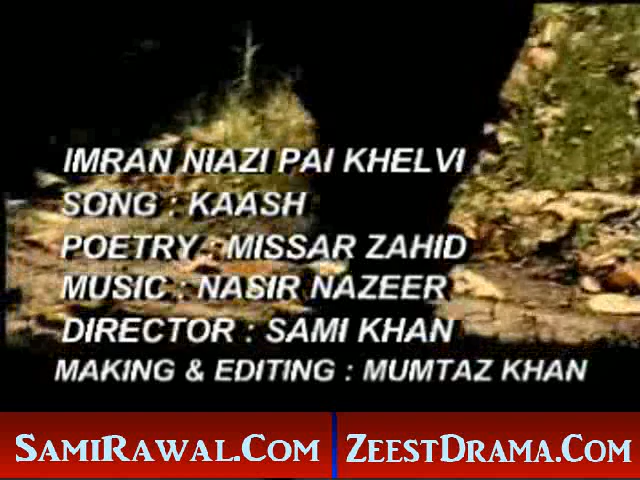 IMRAN NIAZI PAI KHELVI
SONG : KAASH
POETRY : MISSAR ZAHID
MUSIC : NASIR NAZEER
DIRECTOR : SAMI KHAN
MAKING & EDITING : MUMTAZ KHAN
SAMIRAWAL.COM ZEESTDRAMA.COM